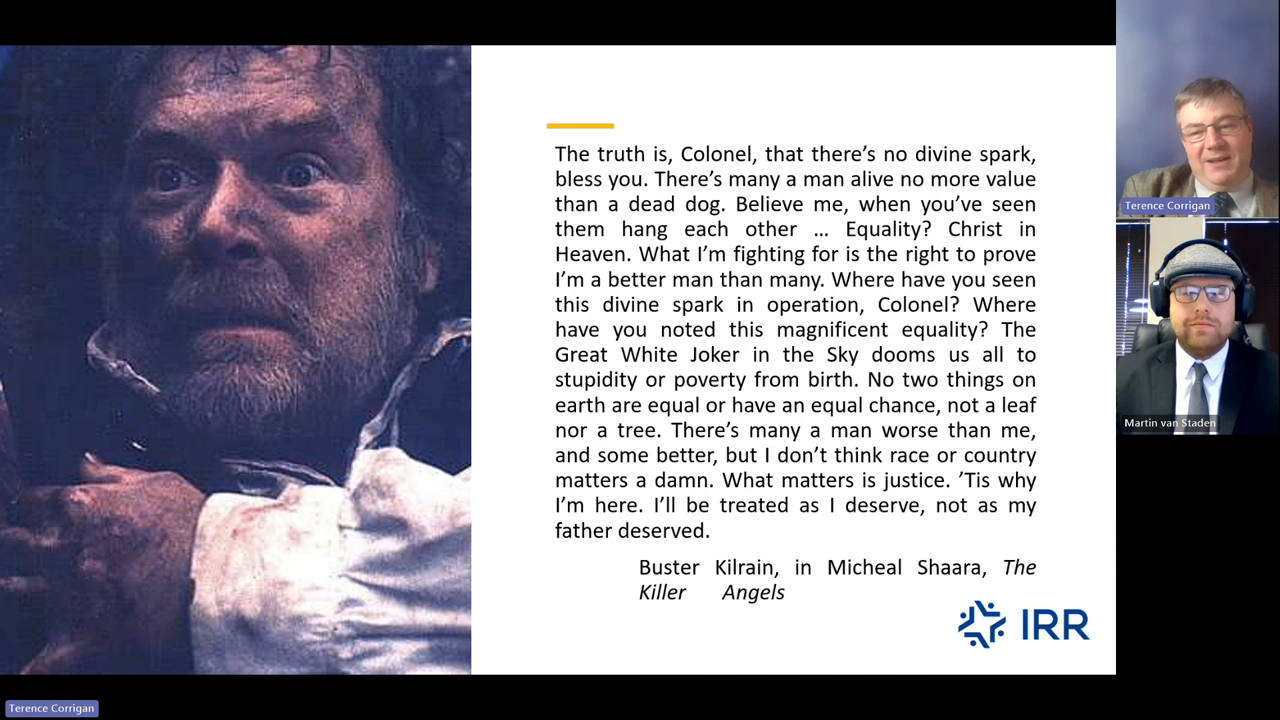 The truth is, Colonel, that there's no divine spark,
bless you. There's many a man alive no more value
than a dead dog. Believe me, when you've seen
them hang each other … Equality? Christ in
Heaven. What I'm fighting for is the right to prove
I'm a better man than many. Where have you seen
this divine spark in operation, Colonel? Where
have you noted this magnificent equality? The
Great White Joker in the Sky dooms us all to
stupidity or poverty from birth. No two things on
earth are equal or have an equal chance, not a leaf
nor a tree. There's many a man worse than me,
and some better, but I don't think race or country
matters a damn. What matters is justice. ’Tis why
I'm here. I'll be treated as I deserve, not as my
father deserved.
Buster Kilrain, in Micheal Shaara, The
Killer Angels
IRR
Terence Corrigan
Martin van Staden
Terence Corrigan